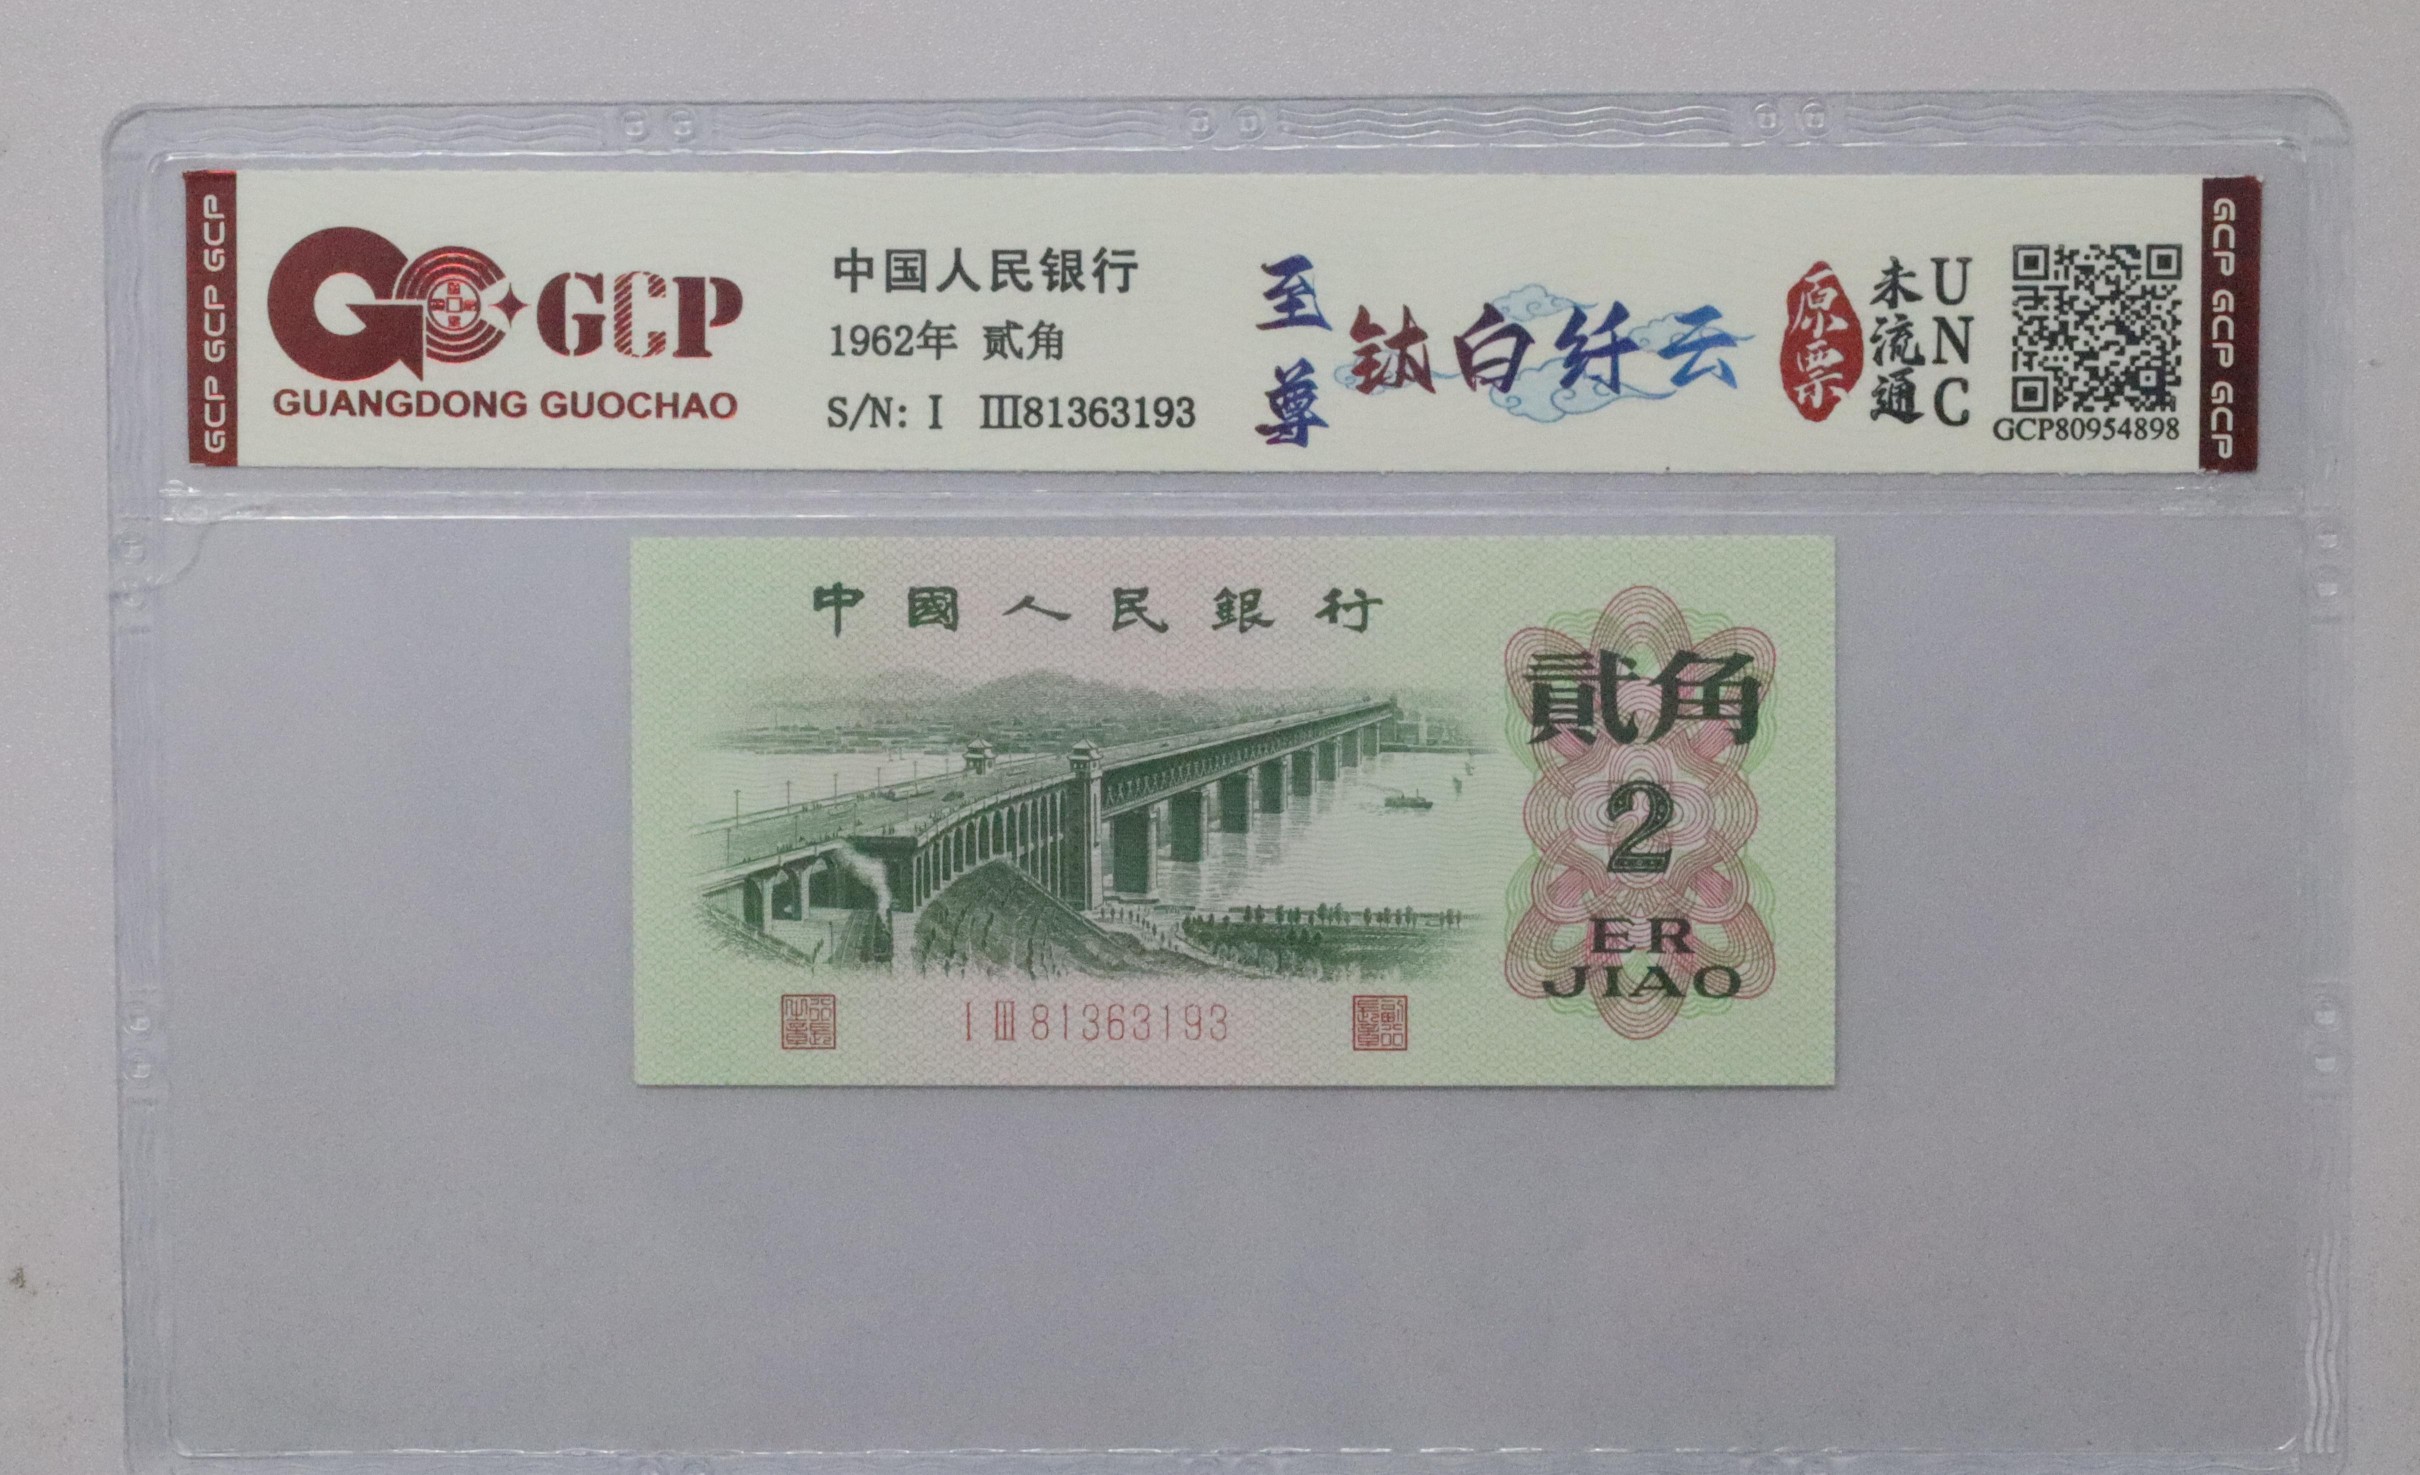 GCP GCP GCP
GCP
GUANGDONG GUOCHAO
中国人民银行
1962年 贰角
S/N: I III81363193
至尊
钛白纤云
原票
未流通
UNC
GCP80954898
GCP GCP GCP
中國人民銀行
貳角
2
ER
JIAO
I III 81363193